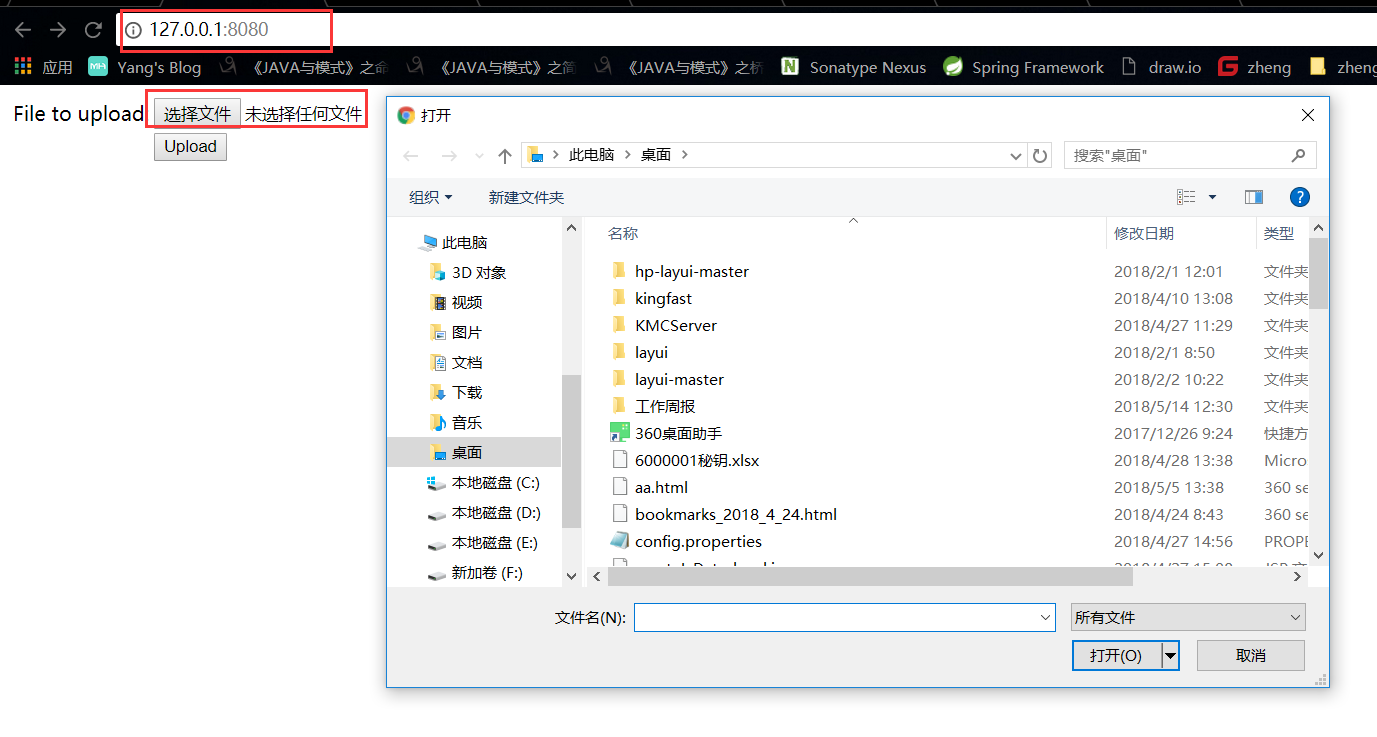 127.0.0.1:8080
应用 Yang's Blog 《JAVA与模式》之命 《JAVA与模式》之简 《JAVA与模式》之桥 Sonatype Nexus Spring Framework draw.io zheng zheng
File to upload 选择文件 未选择任何文件
Upload
打开
此电脑 桌面 搜索"桌面"
组织 新建文件夹
名称 修改日期 类型
此电脑
3D 对象
视频
图片
文档
下载
音乐
桌面
本地磁盘 (C:)
本地磁盘 (D:)
本地磁盘 (E:)
新加卷 (F:)
hp-layui-master 2018/2/1 12:01 文件夹
kingfast 2018/4/10 13:08 文件夹
KMCServer 2018/4/27 11:29 文件夹
layui 2018/2/1 8:50 文件夹
layui-master 2018/2/2 10:22 文件夹
工作周报 2018/5/14 12:30 文件夹
360桌面助手 2017/12/26 9:24 快捷方
6000001秘钥.xlsx 2018/4/28 13:38 Micro
aa.html 2018/5/5 13:38 360 se
bookmarks_2018_4_24.html 2018/4/24 8:43 360 se
config.properties 2018/4/27 14:56 PROPE
文件名(N): 所有文件
打开(O) 取消